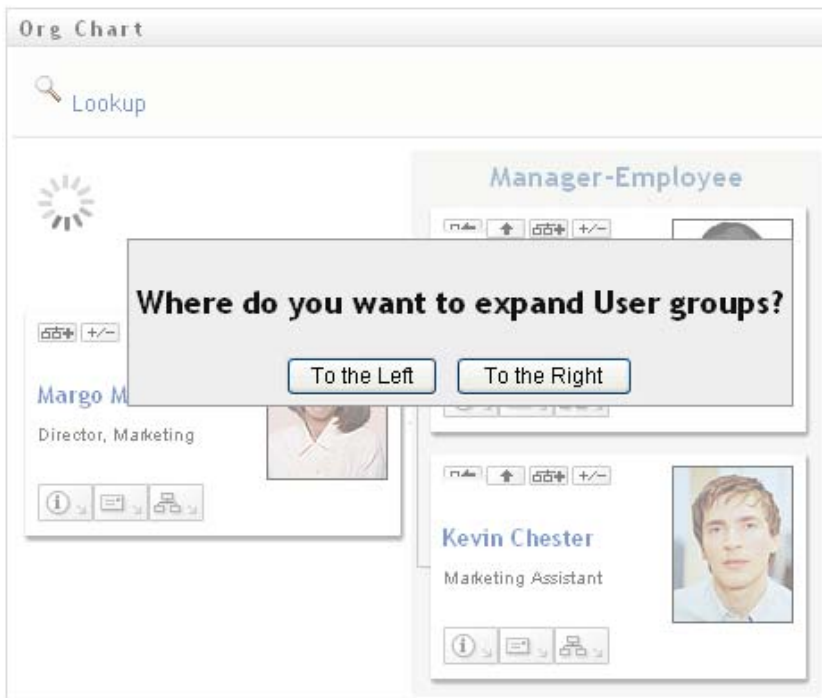 Org Chart
Lookup
Manager-Employee
+/-
Where do you want to expand User groups?
To the Left
To the Right
+/-
Margo M
Director, Marketing
+/-
Kevin Chester
Marketing Assistant